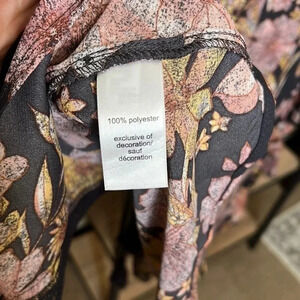 100% polyester
exclusive of
decoration/
sauf
décoration